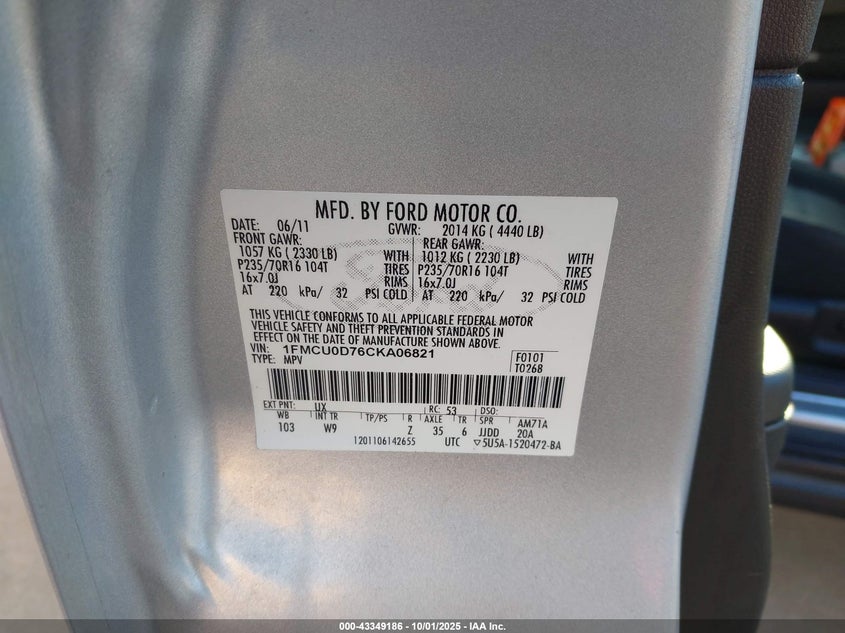 MFD. BY FORD MOTOR CO.
DATE: 06/11 GVWR: 2014 KG ( 4440 LB)
FRONT GAWR: REAR GAWR:
1057 KG ( 2330 LB) WITH 1012 KG ( 2230 LB) WITH
P235/70R16 104T TIRES P235/70R16 104T TIRES
16x7.0J RIMS 16x7.0J RIMS
AT 220 kPa/ 32 PSI COLD AT 220 kPa/ 32 PSI COLD
THIS VEHICLE CONFORMS TO ALL APPLICABLE FEDERAL MOTOR
VEHICLE SAFETY AND THEFT PREVENTION STANDARDS IN
EFFECT ON THE DATE OF MANUFACTURE SHOWN ABOVE.
VIN: 1FMCU0D76CKA06821 F0101
TYPE: MPV T0268
EXT PNT: UX RC: 53 DSO:
WB INT TR TP/PS R AXLE TR SPR AM71A
103 W9 Z 35 6 JJDD 20A
1201106142655 UTC ▽5U5A-1520472-BA
000-43349186 - 10/01/2025 - IAA Inc.